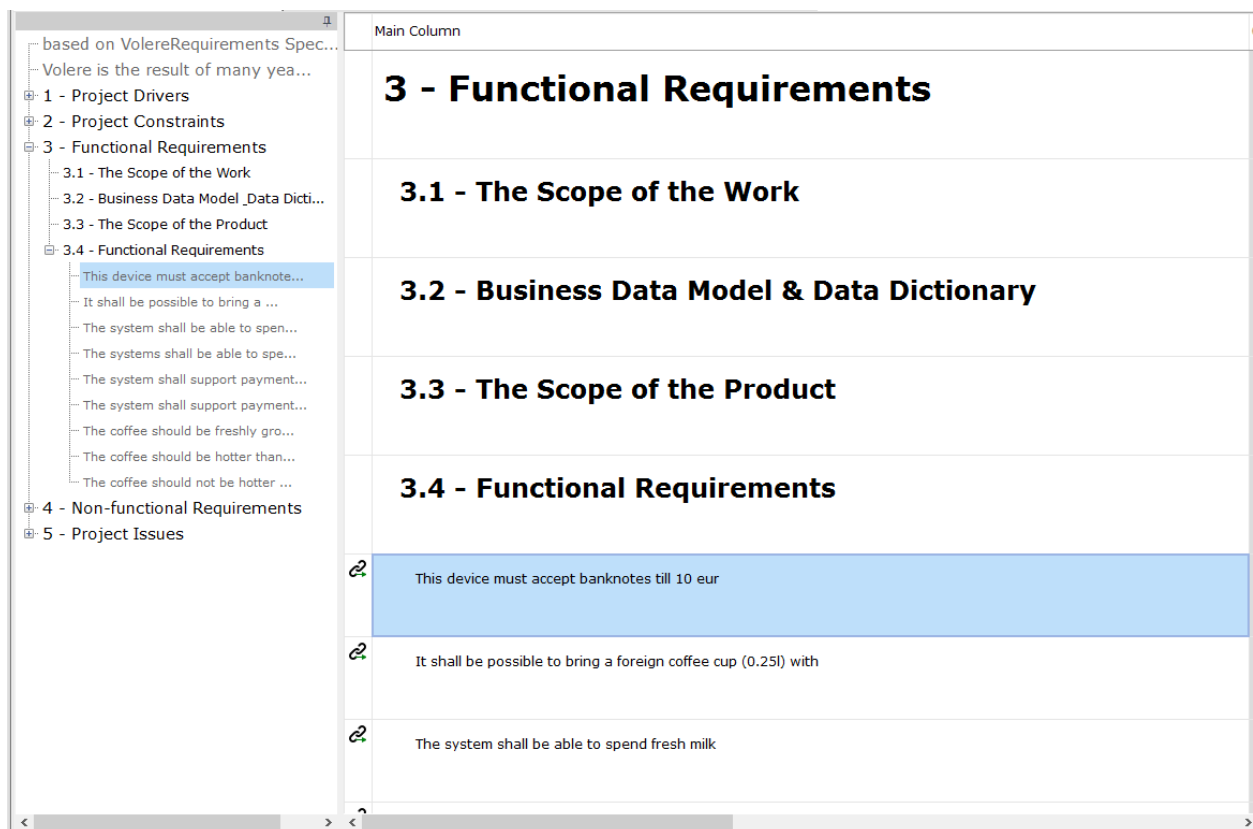 based on VolereRequirements Spec...
Volere is the result of many yea...
1 - Project Drivers
2 - Project Constraints
3 - Functional Requirements
3.1 - The Scope of the Work
3.2 - Business Data Model _Data Dicti...
3.3 - The Scope of the Product
3.4 - Functional Requirements
This device must accept banknote...
It shall be possible to bring a ...
The system shall be able to spen...
The systems shall be able to spe...
The system shall support payment...
The system shall support payment...
The coffee should be freshly gro...
The coffee should be hotter than...
The coffee should not be hotter ...
4 - Non-functional Requirements
5 - Project Issues
Main Column
3 - Functional Requirements
3.1 - The Scope of the Work
3.2 - Business Data Model & Data Dictionary
3.3 - The Scope of the Product
3.4 - Functional Requirements
This device must accept banknotes till 10 eur
It shall be possible to bring a foreign coffee cup (0.25l) with
The system shall be able to spend fresh milk